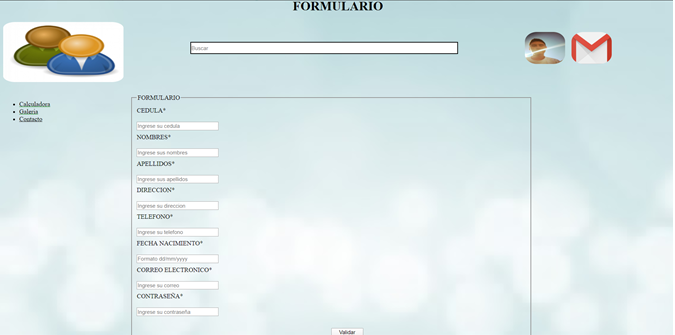 FORMULARIO
Buscar
Calculadora
Galeria
Contacto
FORMULARIO
CEDULA*
Ingrese su cedula
NOMBRES*
Ingrese sus nombres
APELLIDOS*
Ingrese sus apellidos
DIRECCION*
Ingrese su direccion
TELEFONO*
Ingrese su telefono
FECHA NACIMIENTO*
Formato dd/mm/yyyy
CORREO ELECTRONICO*
Ingrese su correo
CONTRASEÑA*
Ingrese su contraseña
Validar